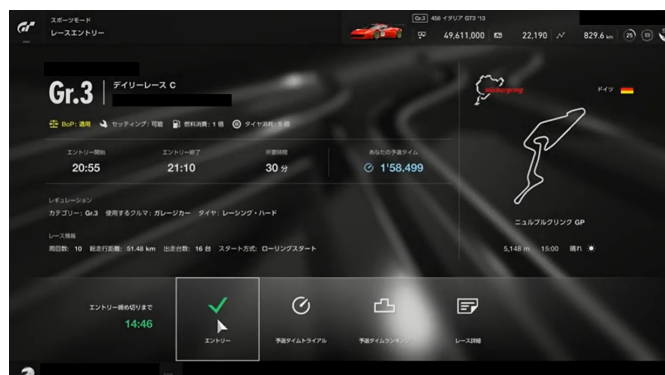 GT
スポーツモード
レースエントリー
Gr.3 458 イタリア GT3 '13
49,611,000 22,190 829.6 km 25
Gr.3 デイリーレース C
BoP: 適用 セッティング: 可能 燃料消費: 1 倍 タイヤ消耗:
エントリー開始 エントリー終了 所要時間 あなたの予選タイム
20:55 21:10 30 分 1'58.499
レギュレーション
カテゴリー: Gr.3 使用するクルマ: ガレージカー タイヤ: レーシング・ハード
レース情報
周回数: 10 総走行距離: 51.48 km 出走台数: 16 台 スタート方式: ローリングスタート
Nürburgring
ドイツ
ニュルブルクリンク GP
5,148 m 15:00 晴れ
エントリー締め切りまで
14:46
エントリー
予選タイムトライアル
予選タイムランキング
レース詳細